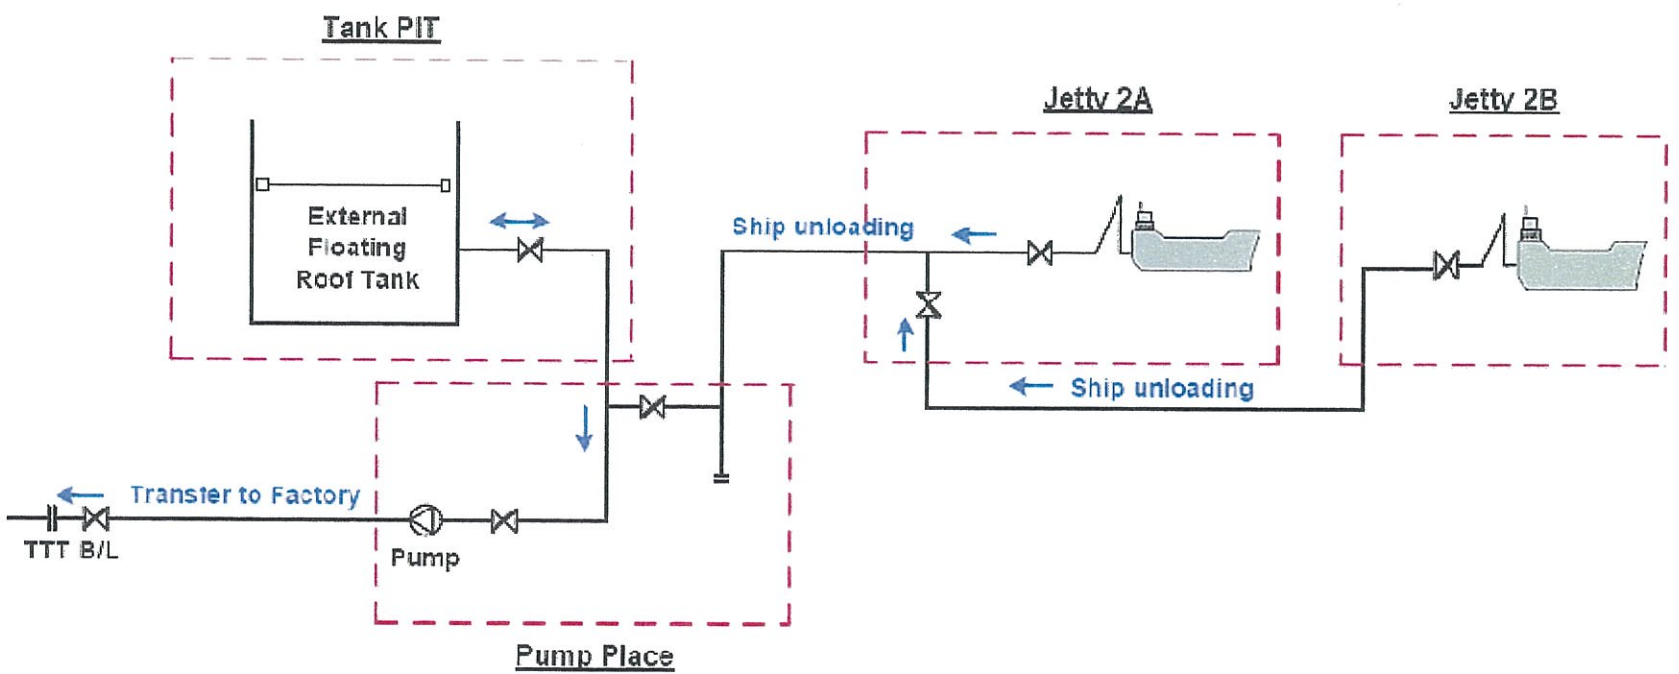 Tank PIT
Jetty 2A
Jetty 2B
External
Floating
Roof Tank
Ship unloading
Ship unloading
Transfer to Factory
TTT B/L
Pump
Pump Place